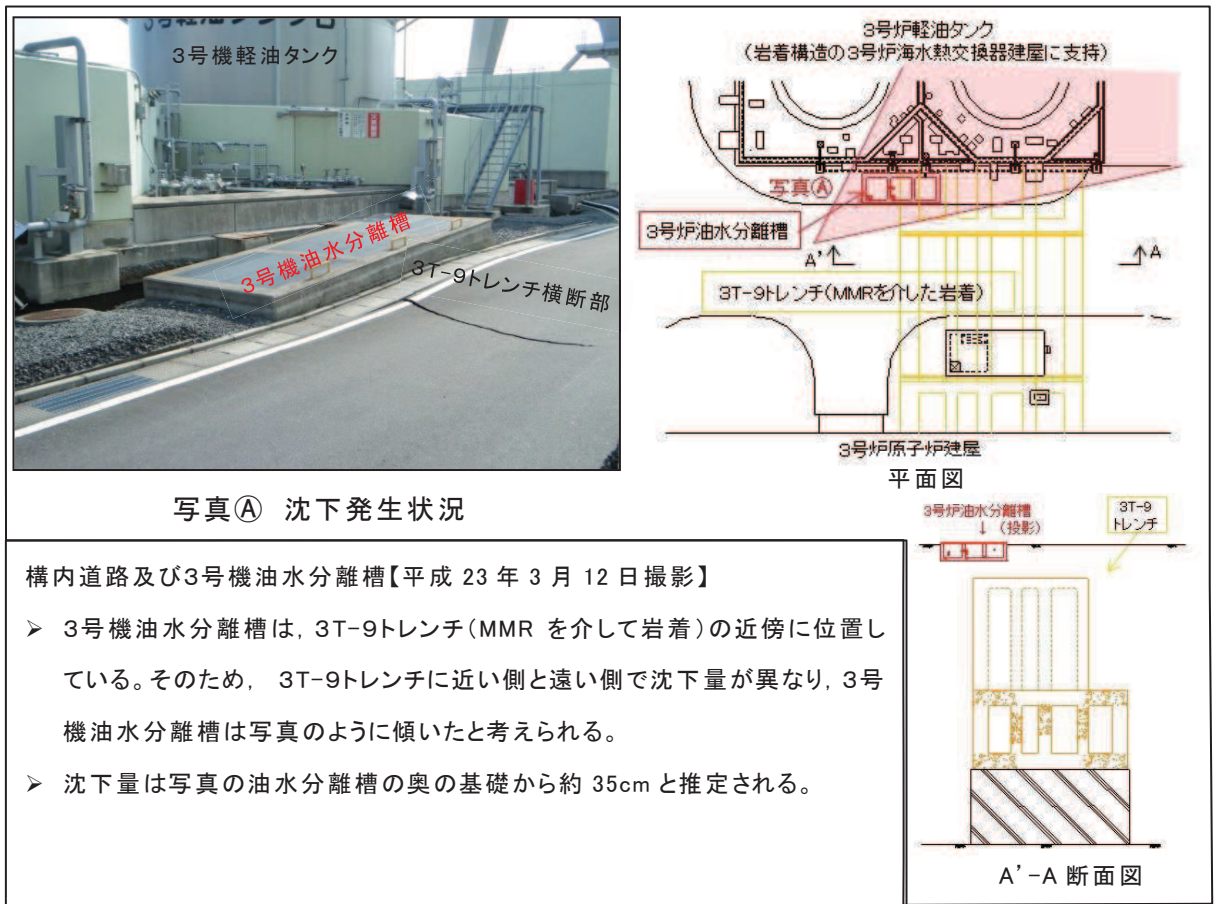 3号機軽油タンク
3号機油水分離槽
3T-9トレンチ横断部
写真Ⓐ 沈下発生状況
3号炉軽油タンク
(岩着構造の3号炉海水熱交換器建屋に支持)
写真Ⓐ
3号炉油水分離槽
A'
A
3T-9トレンチ(MMRを介した岩着)
3号炉原子炉建屋
平面図
構内道路及び3号機油水分離槽【平成 23 年 3 月 12 日撮影】
➢ 3号機油水分離槽は, 3T-9トレンチ(MMR を介して岩着)の近傍に位置し
ている。そのため, 3T-9トレンチに近い側と遠い側で沈下量が異なり, 3号
機油水分離槽は写真のように傾いたと考えられる。
➢ 沈下量は写真の油水分離槽の奥の基礎から約 35cm と推定される。
3号炉油水分離槽
↓ (投影)
3T-9
トレンチ
A'-A 断面図